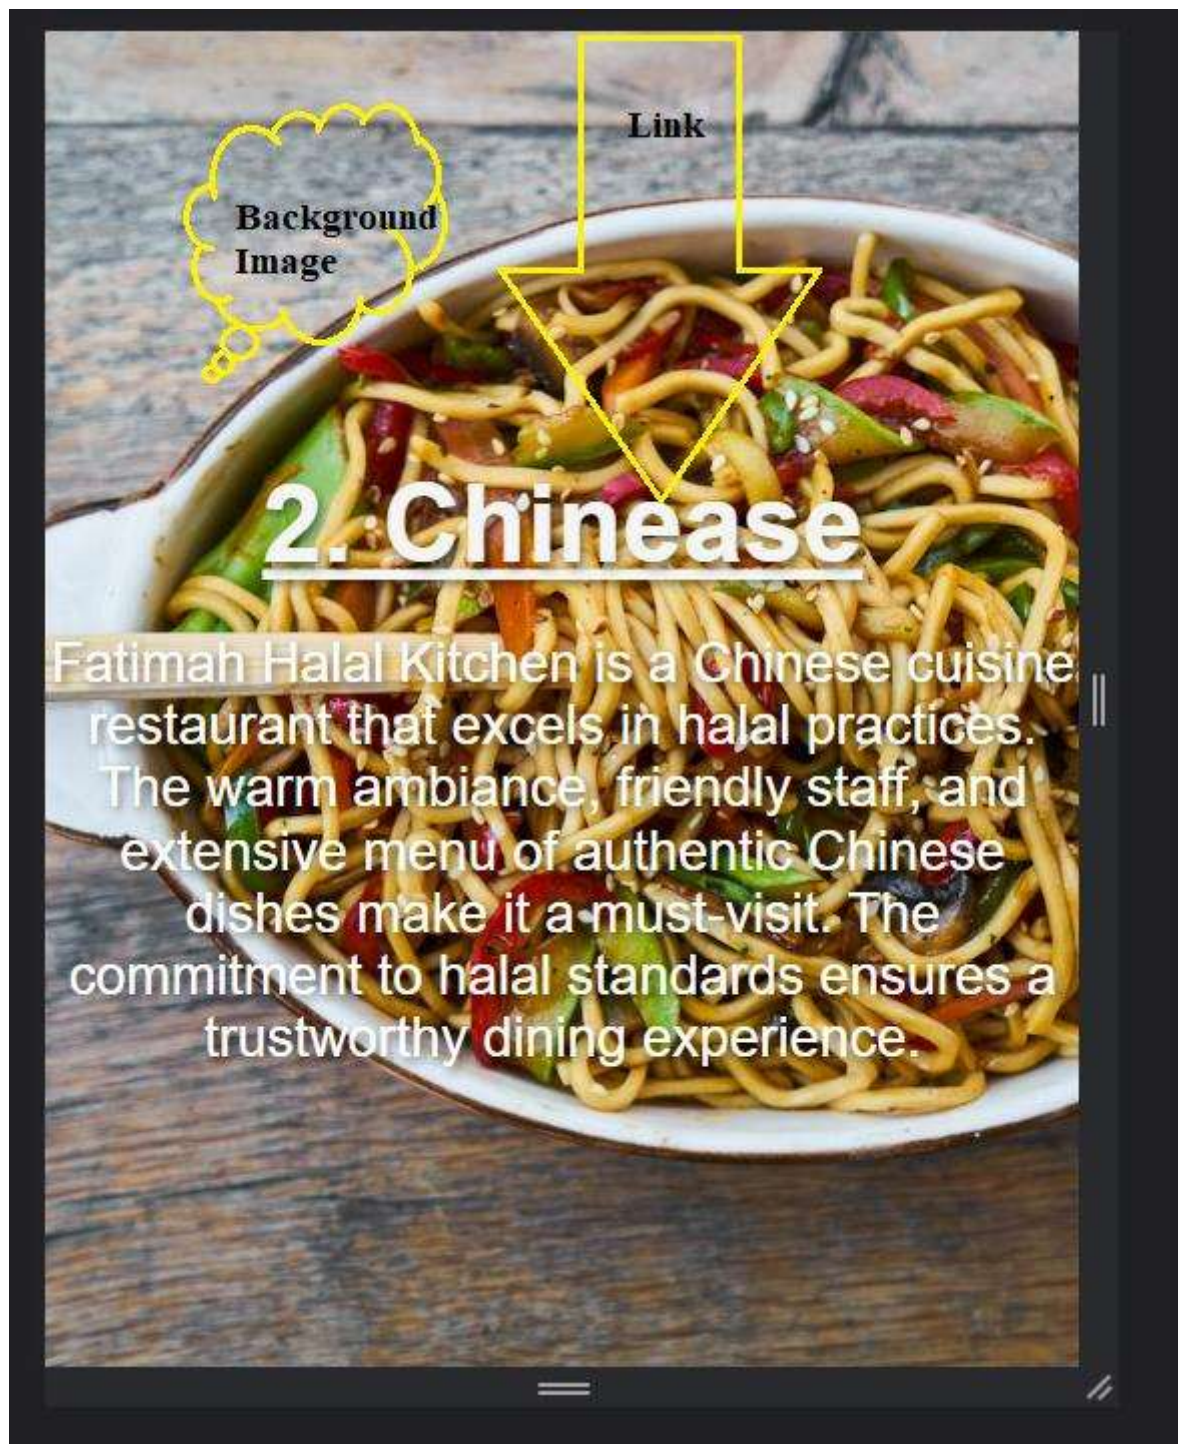 Link
Background
Image
2. Chinease
Fatimah Halal Kitchen is a Chinese cuisine
restaurant that excels in halal practices.
The warm ambiance, friendly staff, and
extensive menu of authentic Chinese
dishes make it a must-visit. The
commitment to halal standards ensures a
trustworthy dining experience.